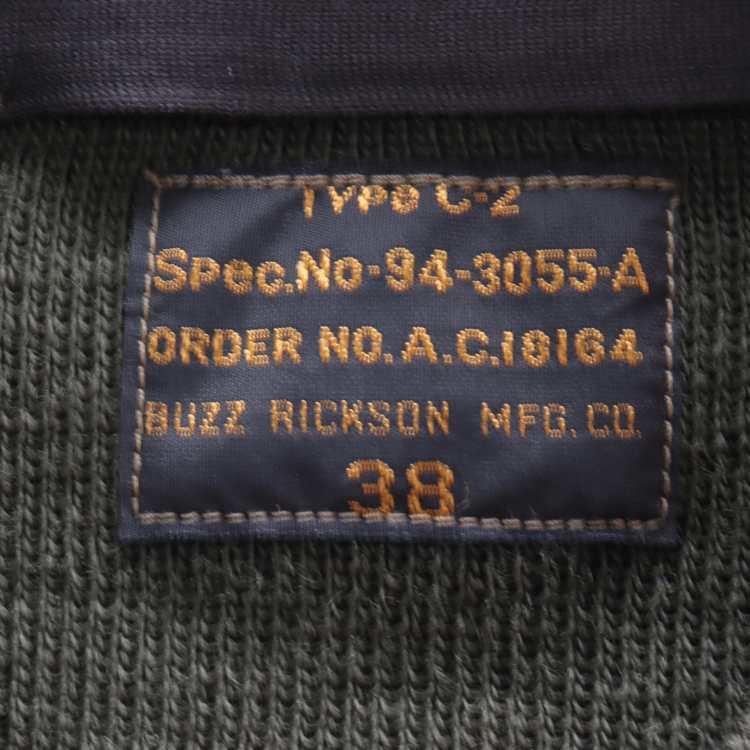 Type C-2
Spec.No-94-3055-A
ORDER NO.A.C.18164
BUZZ RICKSON MFG.CO.
38